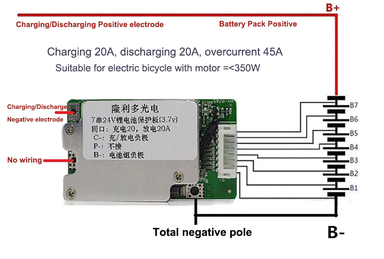 B+
Charging/Discharging Positive electrode
Battery Pack Positive
Charging 20A, discharging 20A, overcurrent 45A
Suitable for electric bicycle with motor =<350W
Charging/Discharge
Negative electrode
隆利多光电
7串24V锂电池保护板(3.7v)
同口: 充电20, 放电20A
C-: 充/放电负极
P-: 不接
B-: 电池组负极
No wiring
B7
B6
B5
B4
B3
B2
B1
Total negative pole
B-